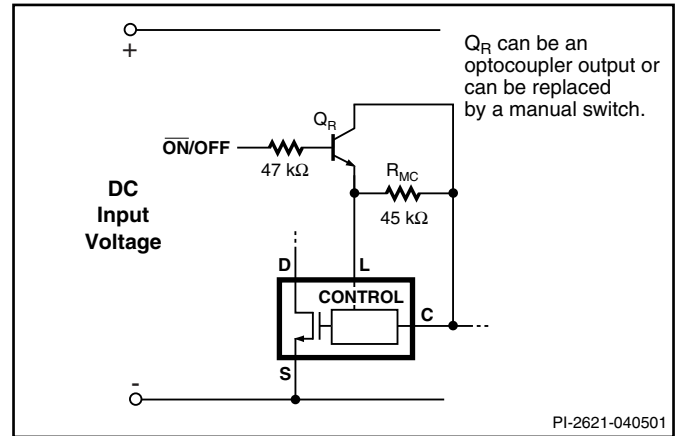 +
Q_R can be an
optocoupler output or
can be replaced
by a manual switch.
Q_R
O̅N̅/OFF
47 kΩ
R_MC
45 kΩ
DC
Input
Voltage
D
L
CONTROL
C
S
-
PI-2621-040501